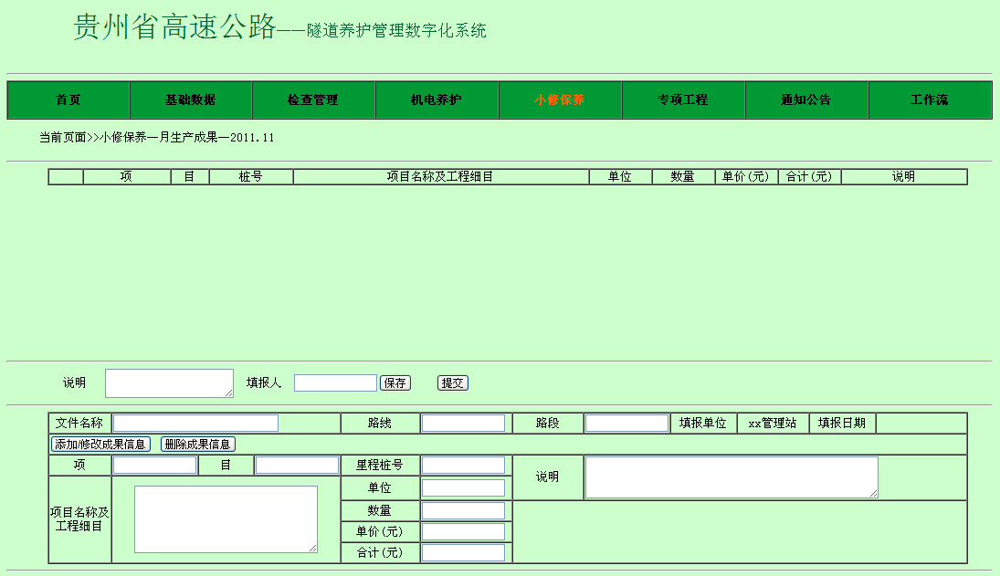 贵州省高速公路——隧道养护管理数字化系统
首页 基础数据 检查管理 机电养护 小修保养 专项工程 通知公告 工作流
当前页面>>小修保养—月生产成果—2011.11
项 目 桩号 项目名称及工程细目 单位 数量 单价(元) 合计(元) 说明
说明 填报人 保存 提交
文件名称 路线 路段 填报单位 xx管理站 填报日期
添加/修改成果信息 删除成果信息
项 目 里程桩号 说明
单位
项目名称及
工程细目
数量
单价(元)
合计(元)